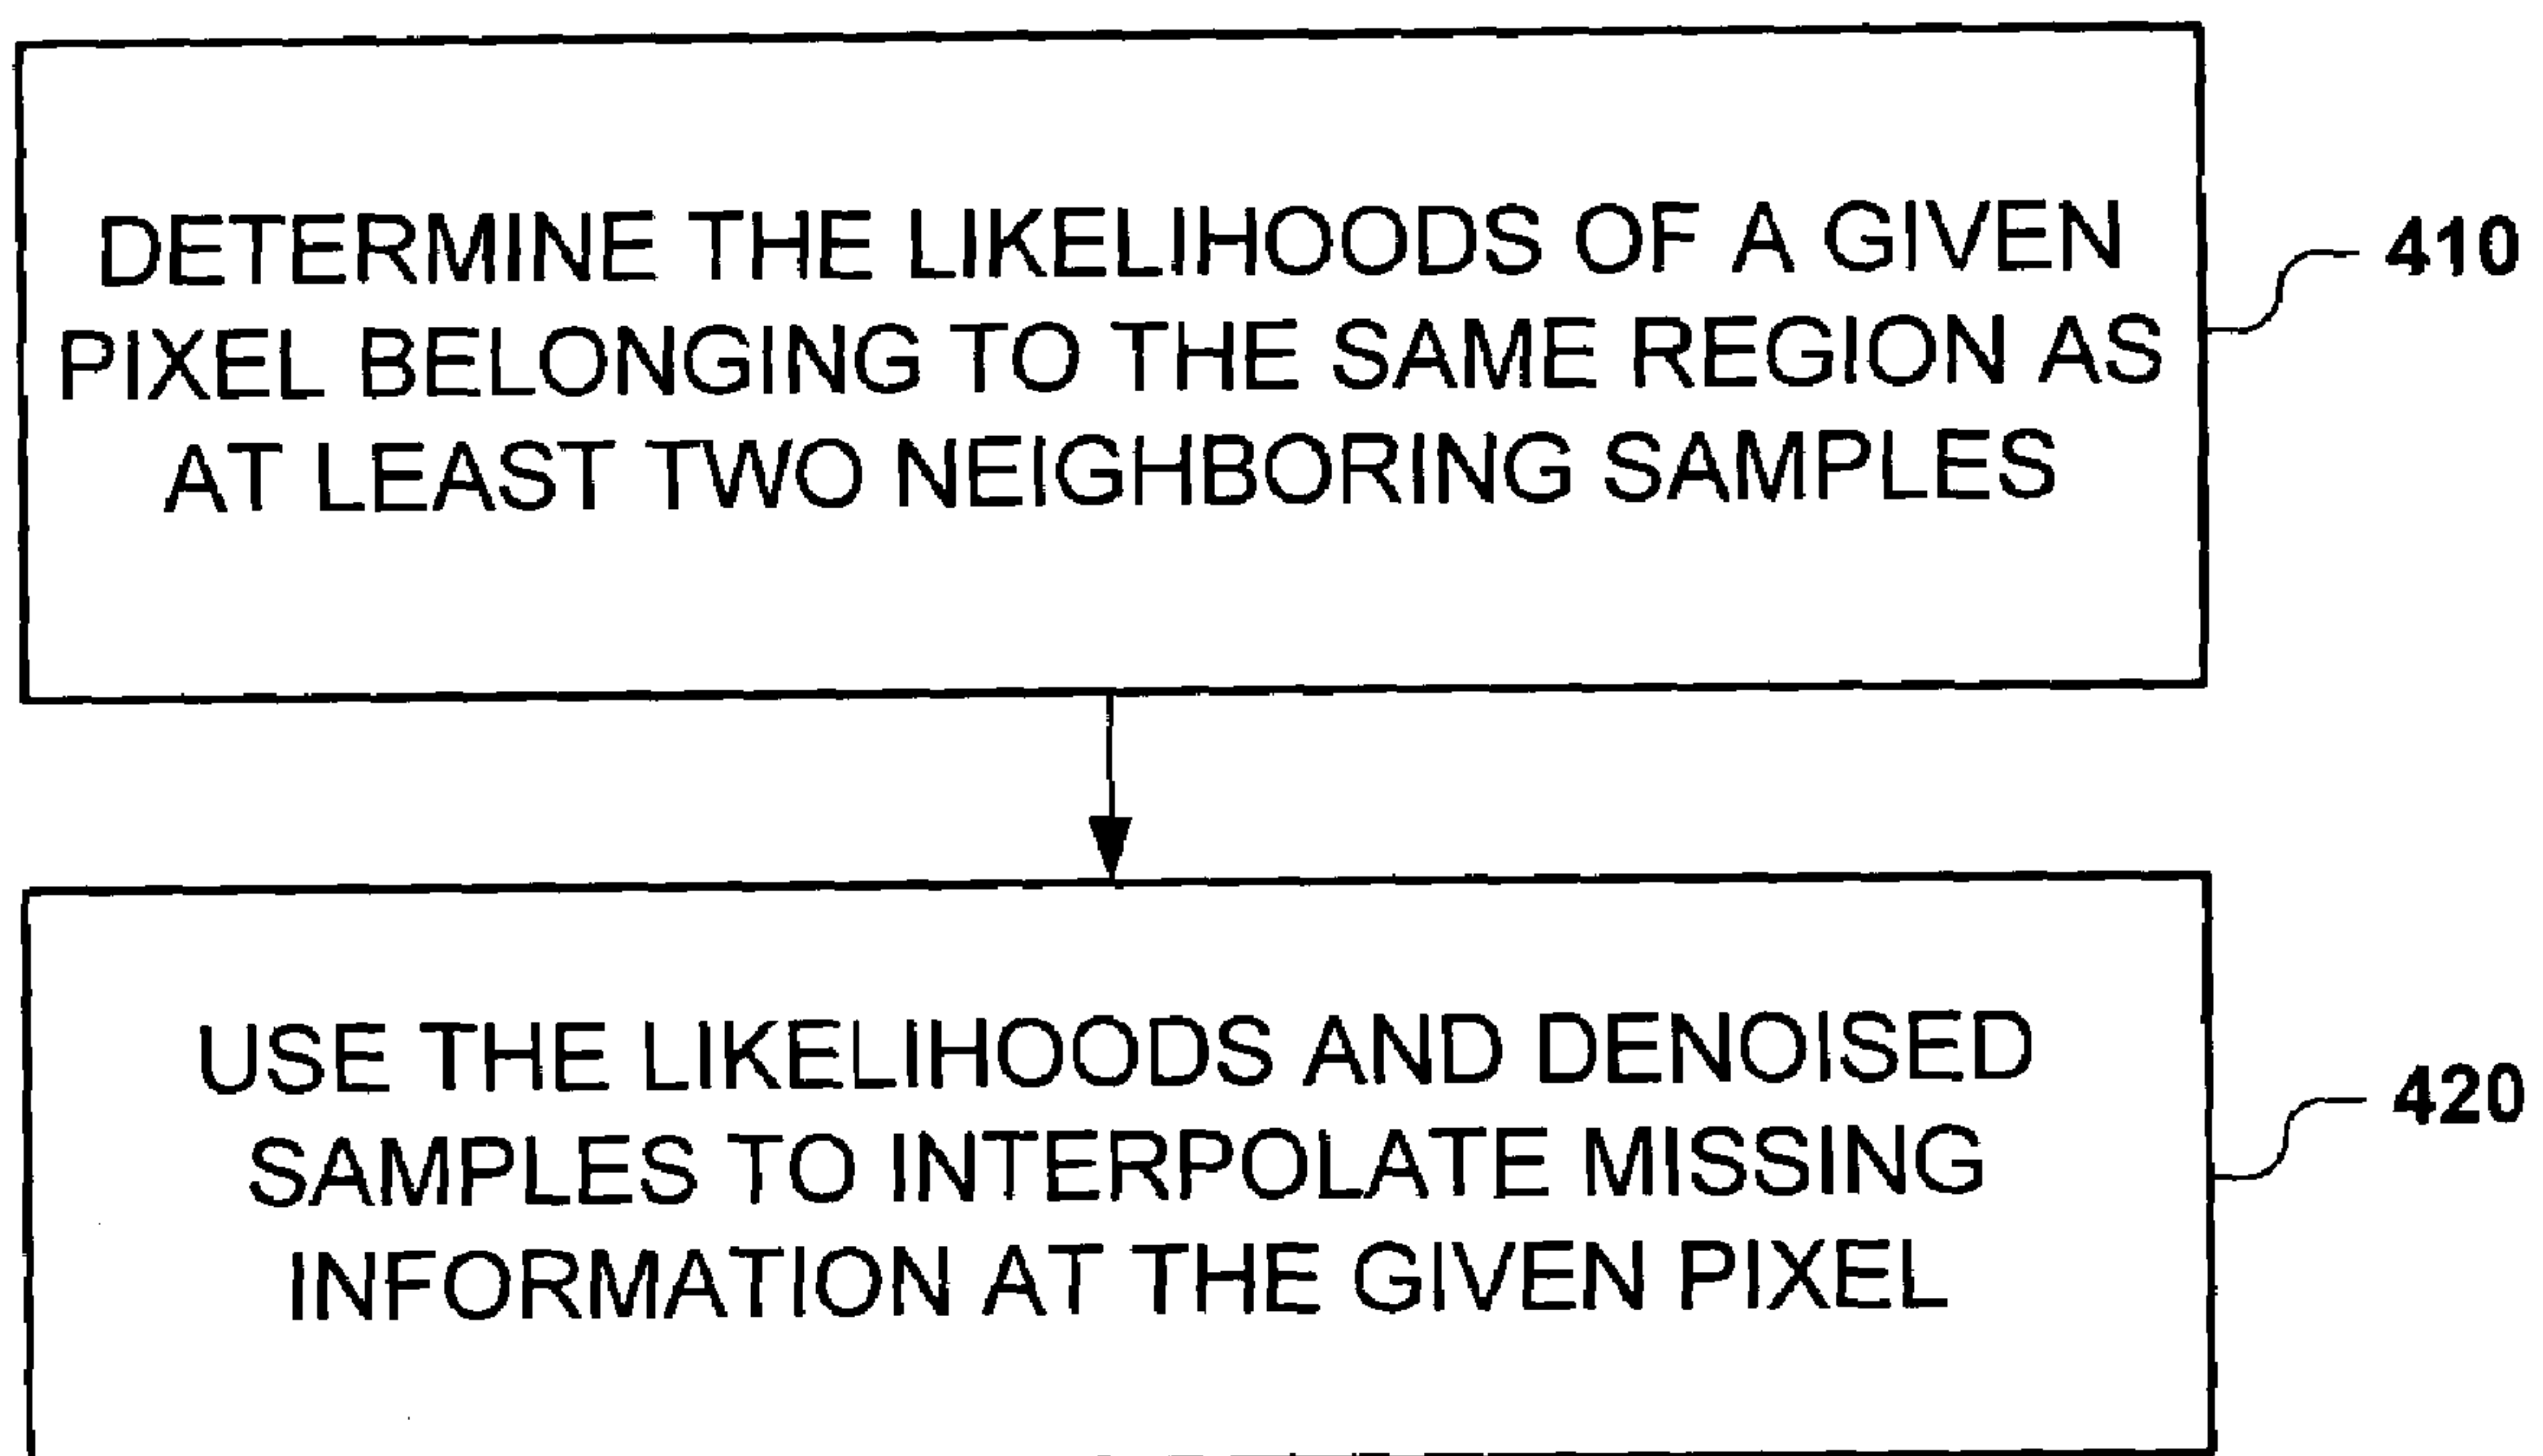 DETERMINE THE LIKELIHOODS OF A GIVEN
PIXEL BELONGING TO THE SAME REGION AS
AT LEAST TWO NEIGHBORING SAMPLES
410
USE THE LIKELIHOODS AND DENOISED
SAMPLES TO INTERPOLATE MISSING
INFORMATION AT THE GIVEN PIXEL
420